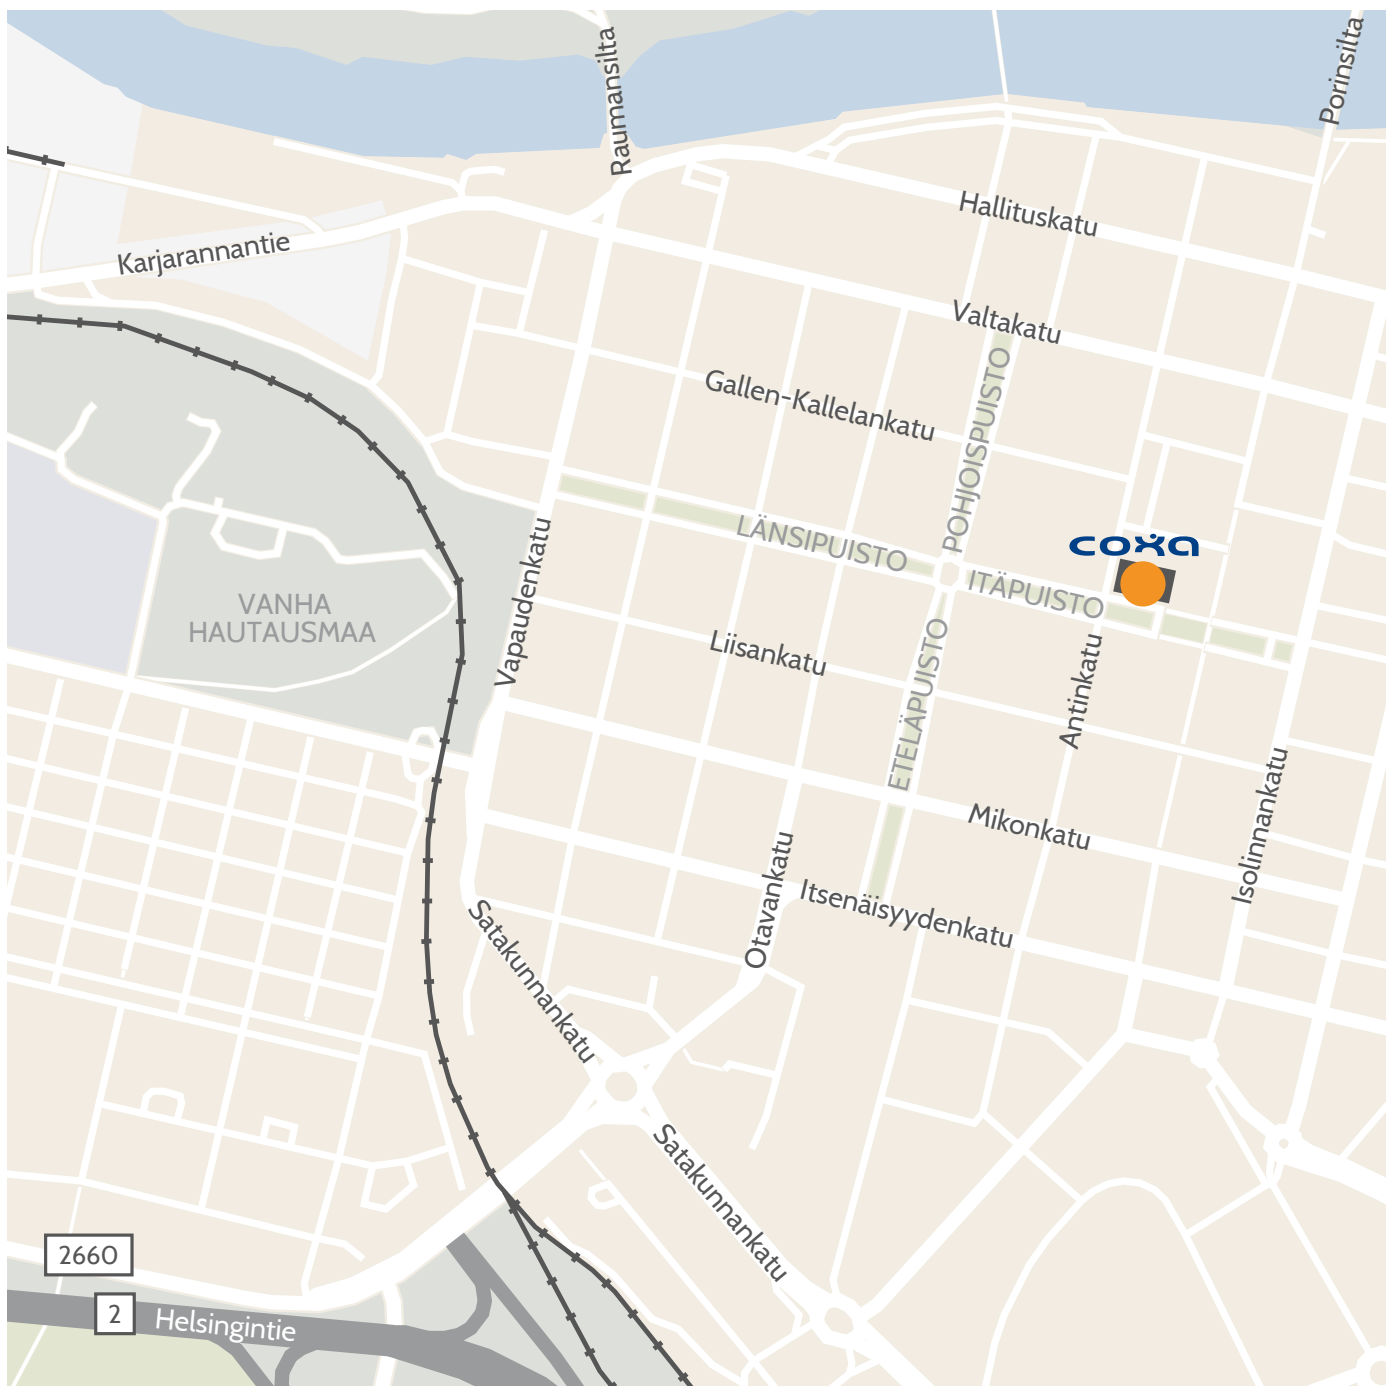 Raumansilta
Porinsilta
Hallituskatu
Karjarannantie
Valtakatu
POHJOISPUISTO
Gallen-Kallelankatu
LÄNSIPUISTO
coxa
ITÄPUISTO
VANHA
HAUTAUSMAA
Vapaudenkatu
Liisankatu
ETELÄPUISTO
Antinkatu
Isolinnankatu
Mikonkatu
Otavankatu
Itsenäisyydenkatu
Satakunnankatu
Satakunnankatu
2660
2
Helsingintie